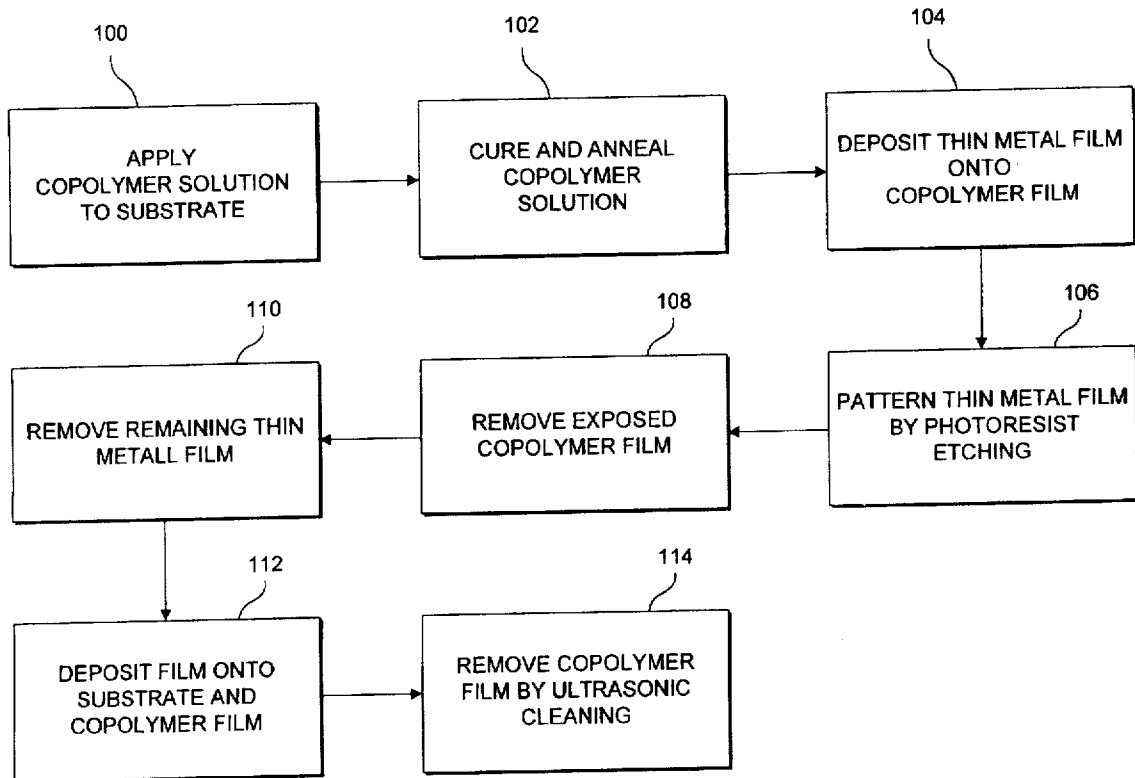 100
102
104
APPLY
COPOLYMER SOLUTION
TO SUBSTRATE
CURE AND ANNEAL
COPOLYMER
SOLUTION
DEPOSIT THIN METAL FILM
ONTO
COPOLYMER FILM
110
108
106
REMOVE REMAINING THIN
METALL FILM
REMOVE EXPOSED
COPOLYMER FILM
PATTERN THIN METAL FILM
BY PHOTORESIST
ETCHING
112
114
DEPOSIT FILM ONTO
SUBSTRATE AND
COPOLYMER FILM
REMOVE COPOLYMER
FILM BY ULTRASONIC
CLEANING